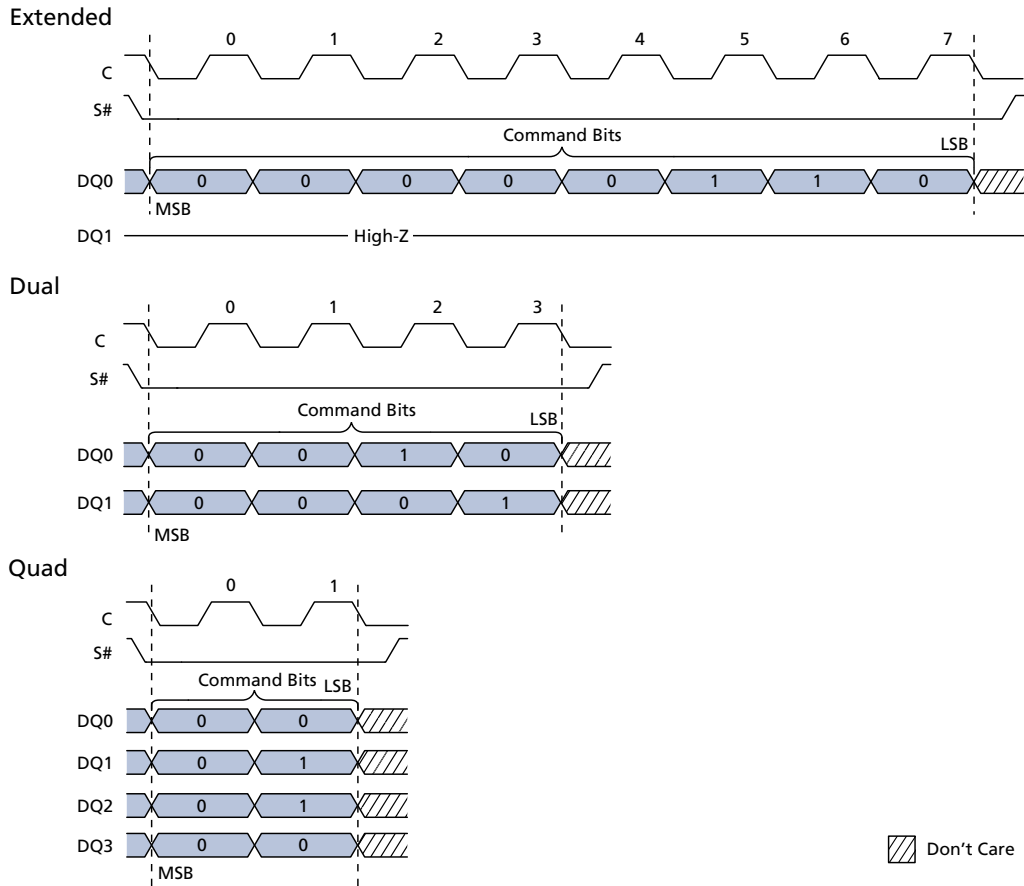 Extended
0 1 2 3 4 5 6 7
C
S#
Command Bits LSB
DQ0 0 0 0 0 0 1 1 0
MSB
DQ1 High-Z
Dual
0 1 2 3
C
S#
Command Bits LSB
DQ0 0 0 1 0
DQ1 0 0 0 1
MSB
Quad
0 1
C
S#
Command Bits LSB
DQ0 0 0
DQ1 0 1
DQ2 0 1
DQ3 0 0
MSB
Don't Care